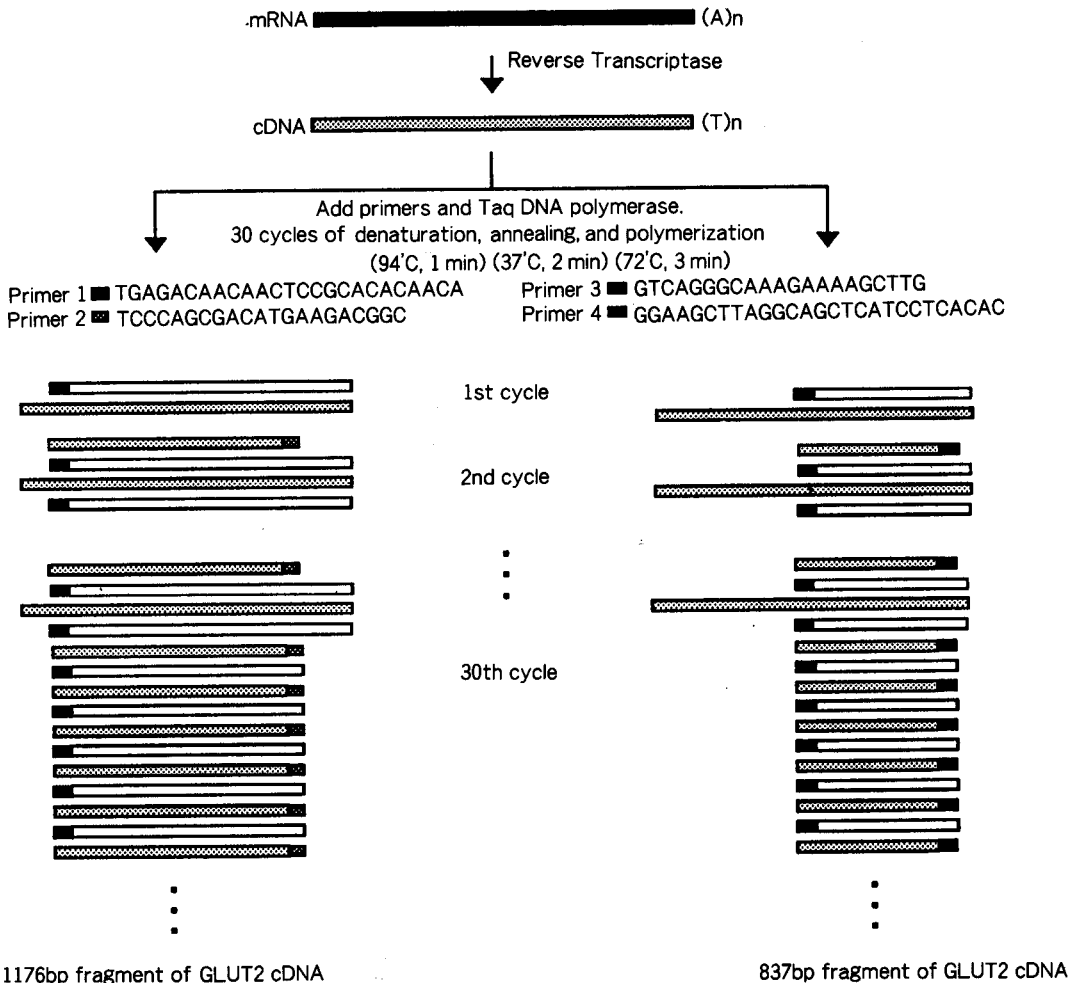 mRNA (A)n
Reverse Transcriptase
cDNA (T)n
Add primers and Taq DNA polymerase.
30 cycles of denaturation, annealing, and polymerization
(94'C, 1 min) (37'C, 2 min) (72'C, 3 min)
Primer 1 TGAGACAACAACTCCGCACACAACA
Primer 2 TCCCAGCGACATGAAGACGGC
Primer 3 GTCAGGGCAAAGAAAAGCTTG
Primer 4 GGAAGCTTAGGCAGCTCATCCTCACAC
1st cycle
2nd cycle
30th cycle
1176bp fragment of GLUT2 cDNA
837bp fragment of GLUT2 cDNA